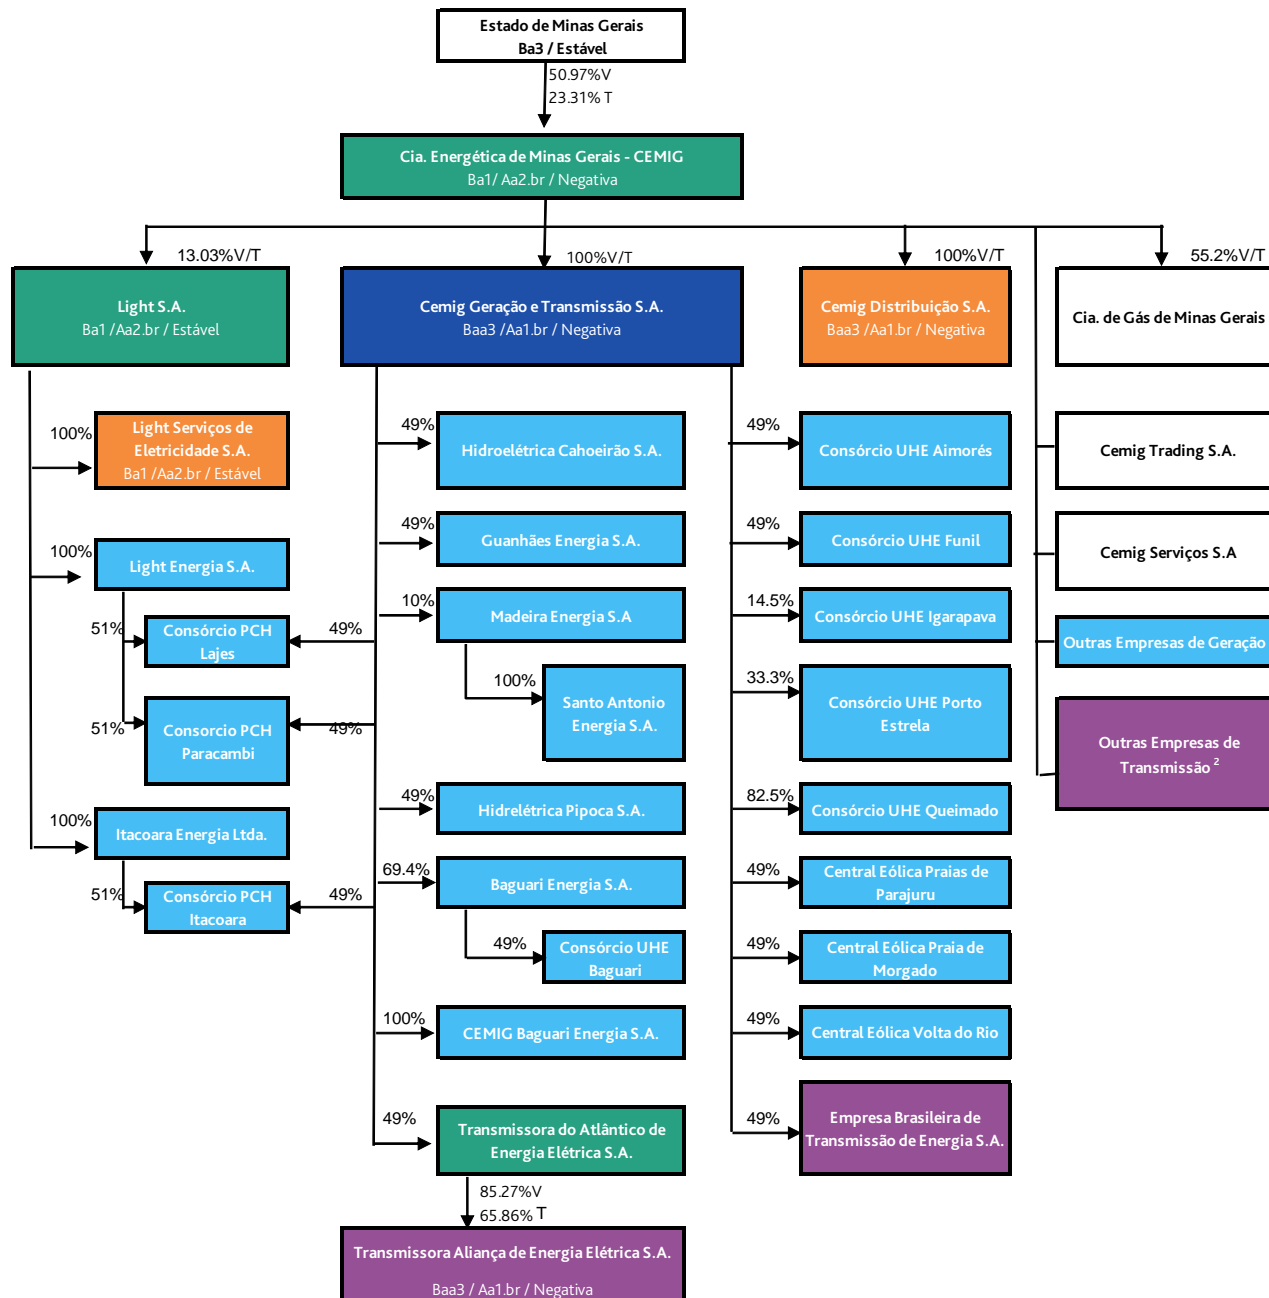 Estado de Minas Gerais
Ba3 / Estável
50.97%V
23.31% T
Cia. Energética de Minas Gerais - CEMIG
Ba1/ Aa2.br / Negativa
13.03%V/T
100%V/T
100%V/T
55.2%V/T
Light S.A.
Ba1 /Aa2.br / Estável
Cemig Geração e Transmissão S.A.
Baa3 /Aa1.br / Negativa
Cemig Distribuição S.A.
Baa3 /Aa1.br / Negativa
Cia. de Gás de Minas Gerais
100%
Light Serviços de
Eletricidade S.A.
Ba1 /Aa2.br / Estável
49%
Hidroelétrica Cahoeirão S.A.
49%
Consórcio UHE Aimorés
Cemig Trading S.A.
100%
Light Energia S.A.
49%
Guanhães Energia S.A.
49%
Consórcio UHE Funil
Cemig Serviços S.A
51%
Consórcio PCH
Lajes
49%
10%
Madeira Energia S.A
14.5%
Consórcio UHE Igarapava
Outras Empresas de Geração
51%
Consorcio PCH
Paracambi
49%
100%
Santo Antonio
Energia S.A.
33.3%
Consórcio UHE Porto
Estrela
Outras Empresas de
Transmissão 2
100%
Itacoara Energia Ltda.
49%
Hidrelétrica Pipoca S.A.
82.5%
Consórcio UHE Queimado
51%
Consórcio PCH
Itacoara
49%
69.4%
Baguari Energia S.A.
49%
Central Eólica Praias de
Parajuru
49%
Consórcio UHE
Baguari
49%
Central Eólica Praia de
Morgado
100%
CEMIG Baguari Energia S.A.
49%
Central Eólica Volta do Rio
49%
Transmissora do Atlântico de
Energia Elétrica S.A.
49%
Empresa Brasileira de
Transmissão de Energia S.A.
85.27%V
65.86% T
Transmissora Aliança de Energia Elétrica S.A.
Baa3 / Aa1.br / Negativa